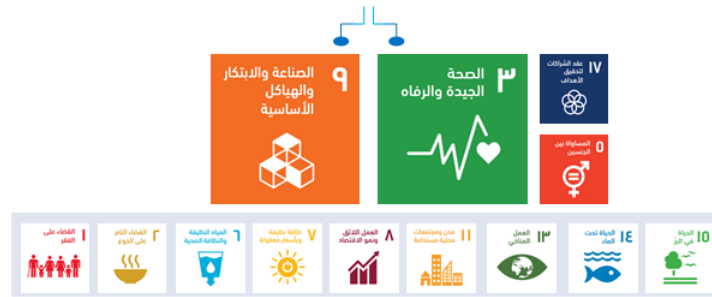 ١٧ عقد الشراكات
لتحقيق
الأهداف
٣ الصحة
الجيدة والرفاه
٩ الصناعة والابتكار
والهياكل
الأساسية
٥ المساواة بين
الجنسين
١٥ الحياة
في البرّ
١٤ الحياة تحت
الماء
١٣ العمل
المناخي
١١ مدن ومجتمعات
محلية مستدامة
٨ العمل اللائق
ونمو الاقتصاد
٧ طاقة نظيفة
وبأسعار معقولة
٦ المياه النظيفة
والنظافة الصحية
٢ القضاء التام
على الجوع
١ القضاء على
الفقر